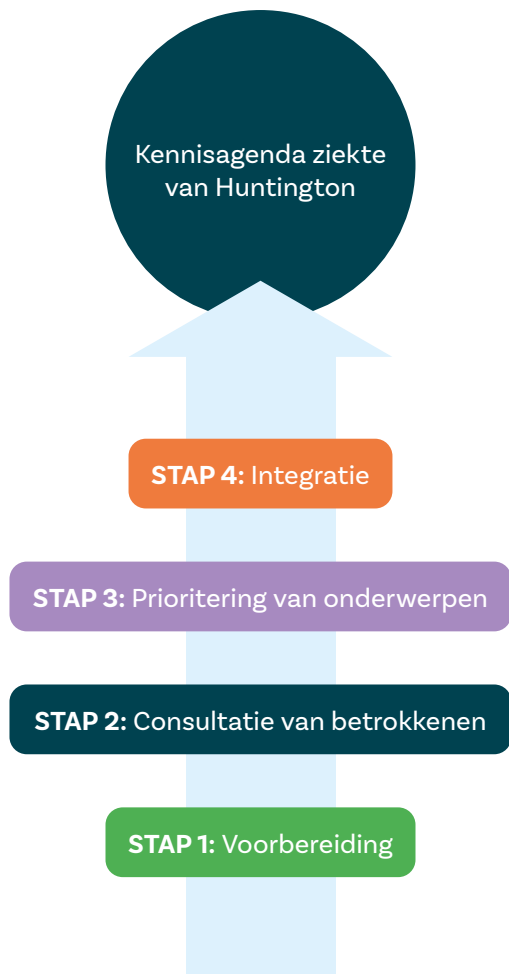 Kennisagenda ziekte
van Huntington
STAP 4: Integratie
STAP 3: Prioritering van onderwerpen
STAP 2: Consultatie van betrokkenen
STAP 1: Voorbereiding